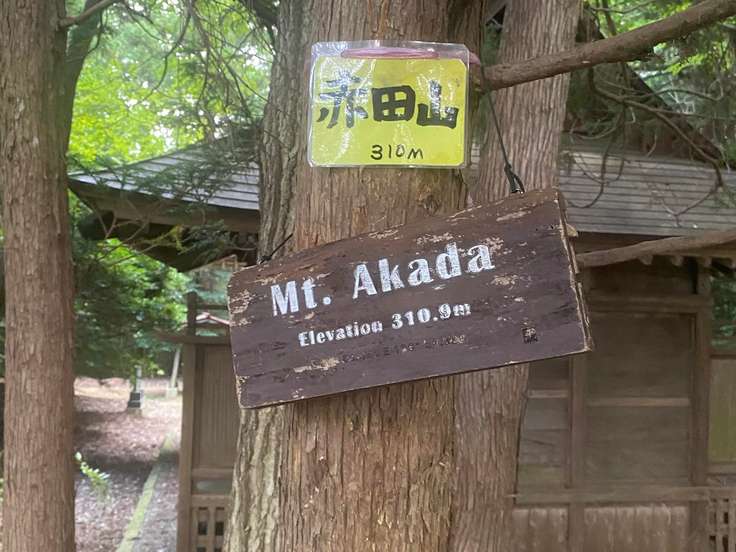 赤田山
310M
Mt. Akada
Elevation 310.9m